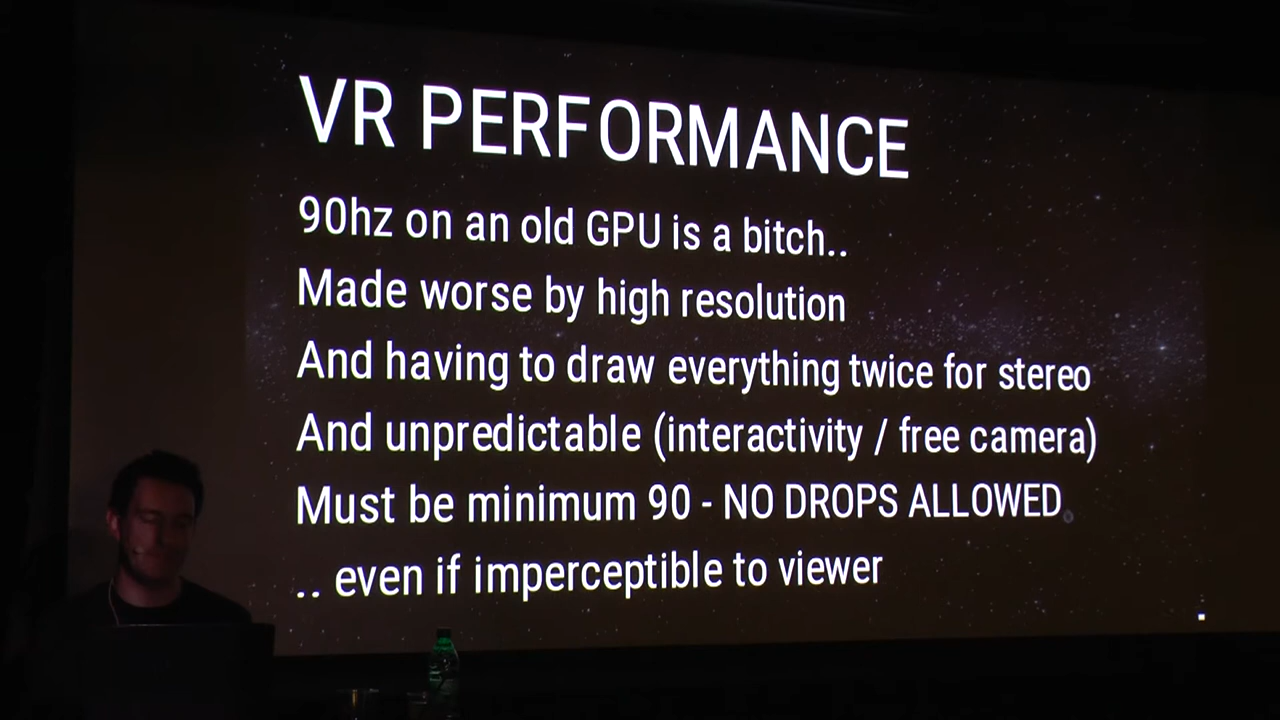 VR PERFORMANCE
90hz on an old GPU is a bitch..
Made worse by high resolution
And having to draw everything twice for stereo
And unpredictable (interactivity / free camera)
Must be minimum 90 - NO DROPS ALLOWED
.. even if imperceptible to viewer